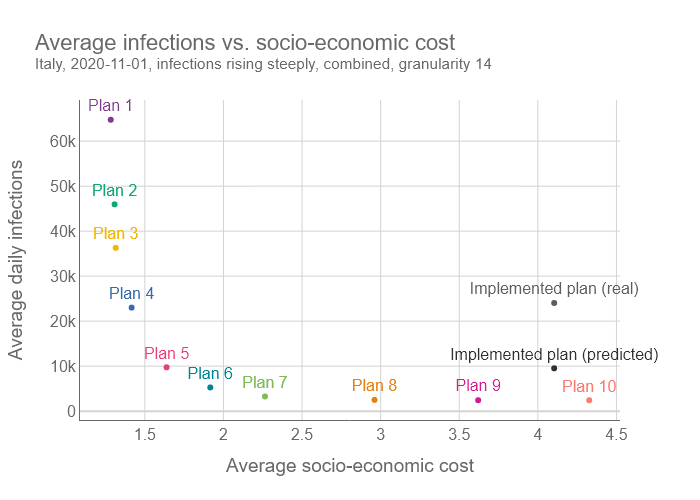 Average infections vs. socio-economic cost
Italy, 2020-11-01, infections rising steeply, combined, granularity 14
Plan 1
60k
Plan 2
50k
Plan 3
40k
Plan 4
30k
Implemented plan (real)
20k
Plan 5
Implemented plan (predicted)
10k
Plan 6
Plan 7
Plan 8
Plan 9
Plan 10
0
1.5
2
2.5
3
3.5
4
4.5
Average socio-economic cost
Average daily infections